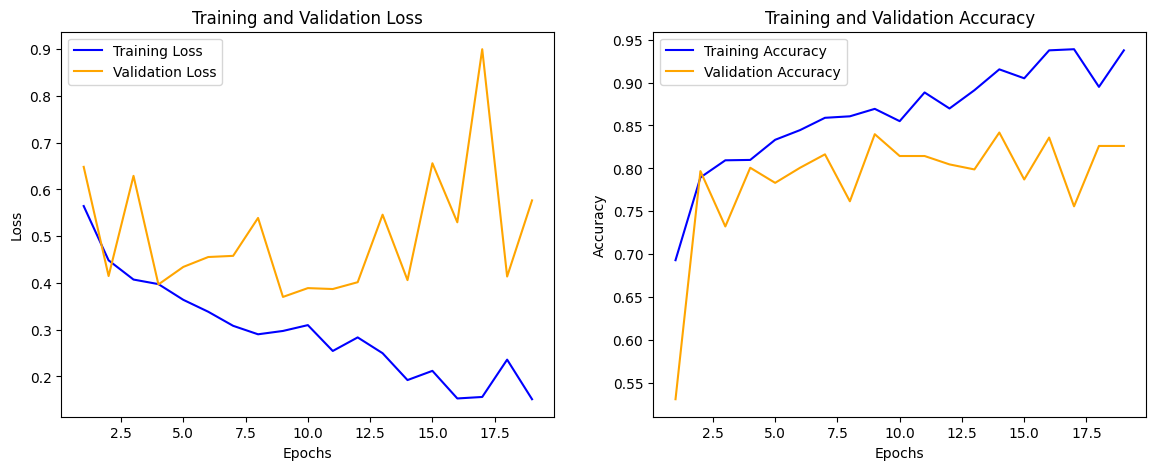 Training and Validation Loss
Training Loss
Validation Loss
0.9
0.8
0.7
0.6
0.5
0.4
0.3
0.2
Loss
2.5 5.0 7.5 10.0 12.5 15.0 17.5
Epochs
Training and Validation Accuracy
Training Accuracy
Validation Accuracy
0.95
0.90
0.85
0.80
0.75
0.70
0.65
0.60
0.55
Accuracy
2.5 5.0 7.5 10.0 12.5 15.0 17.5
Epochs